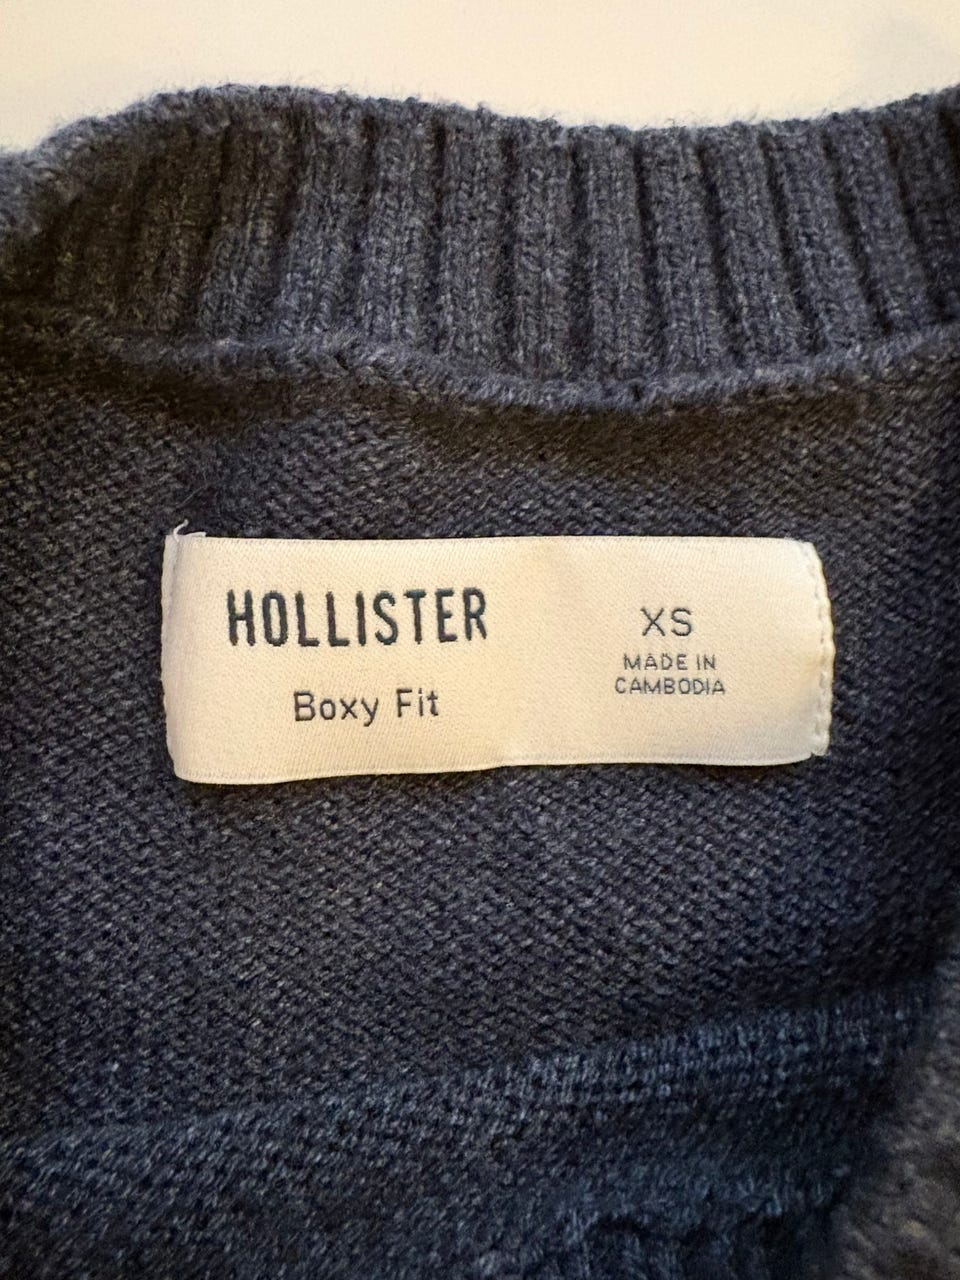 HOLLISTER
Boxy Fit
XS
MADE IN
CAMBODIA